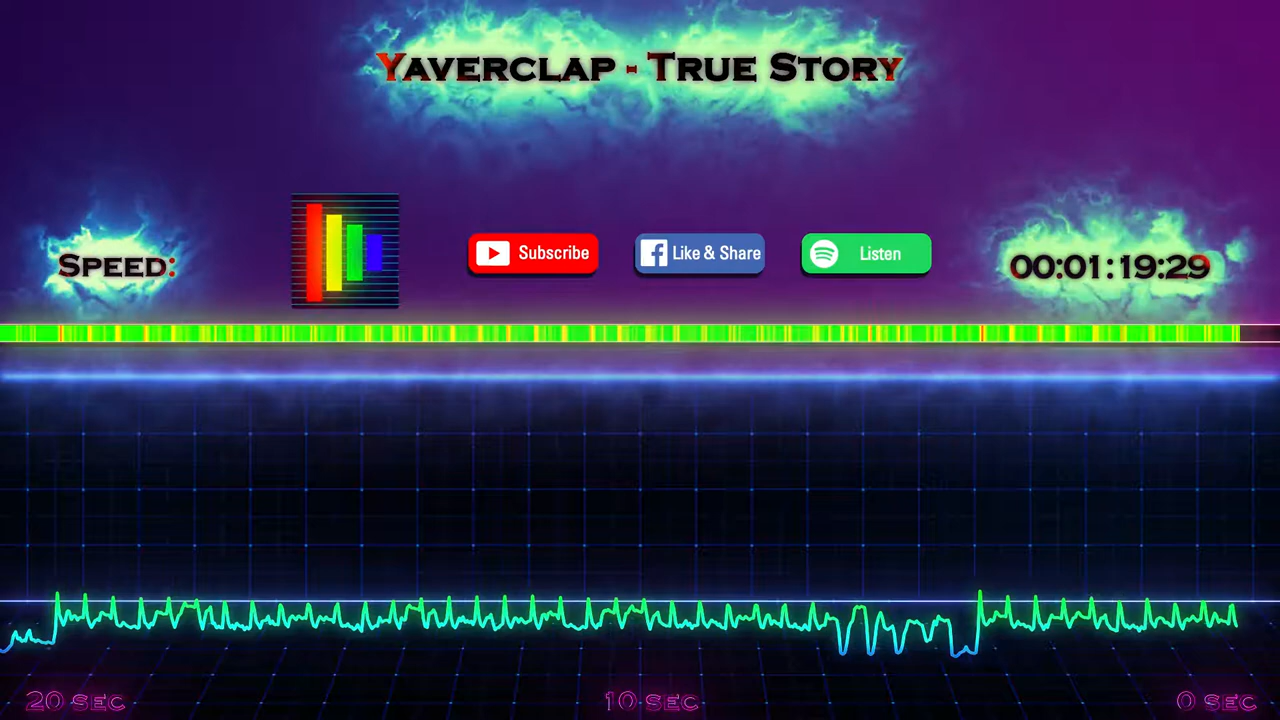 Yaverclap - True Story
Speed:
Subscribe
Like & Share
Listen
00:01:19:29
20 sec
10 sec
0 sec